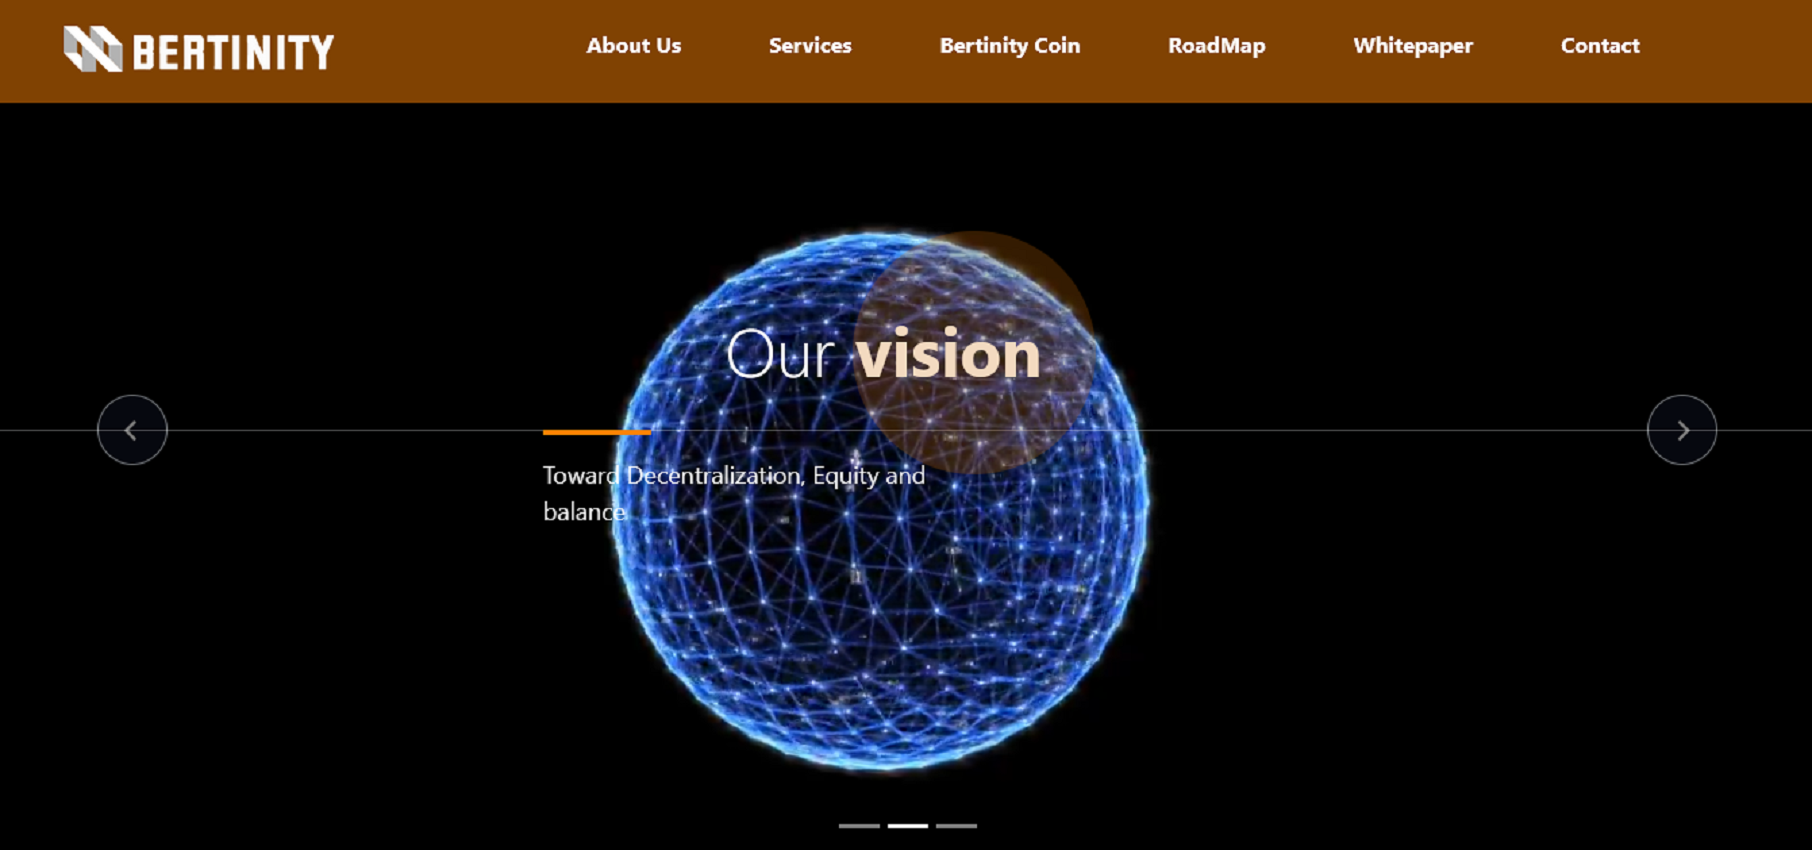 BERTINITY
About Us
Services
Bertinity Coin
RoadMap
Whitepaper
Contact
Our vision
Toward Decentralization, Equity and
balance